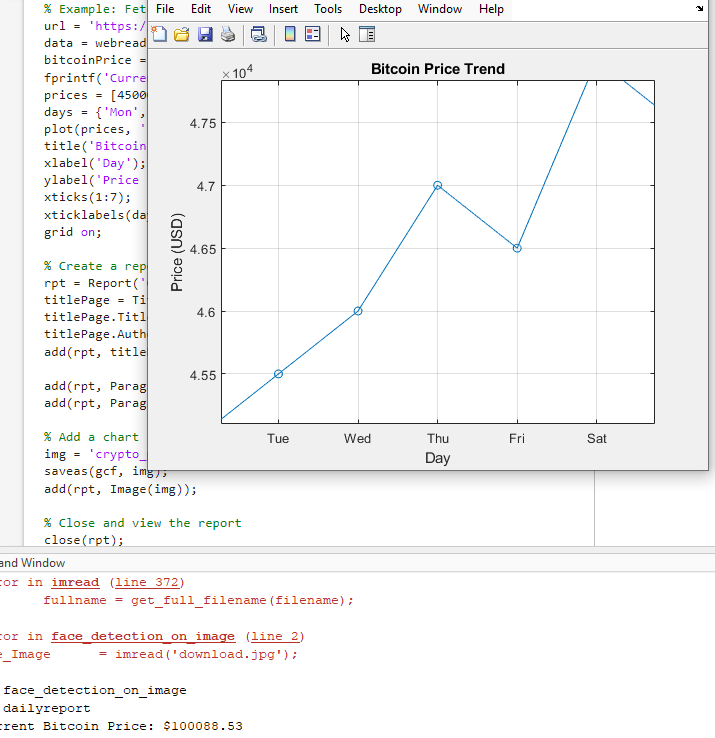 % Example: Fet
url = 'https:/
data = webread
bitcoinPrice =
fprintf('Curre
prices = [4500
days = {'Mon',
plot(prices, '
title('Bitcoin
xlabel('Day');
ylabel('Price
xticks(1:7);
xticklabels(da
grid on;
% Create a rep
rpt = Report('
titlePage = Ti
titlePage.Titl
titlePage.Auth
add(rpt, title
add(rpt, Parag
add(rpt, Parag
% Add a chart
img = 'crypto_
saveas(gcf, img);
add(rpt, Image(img));
% Close and view the report
close(rpt);
File Edit View Insert Tools Desktop Window Help
Bitcoin Price Trend
×10^4
4.75
4.7
4.65
4.6
4.55
Price (USD)
Tue Wed Thu Fri Sat
Day
and Window
ror in imread (line 372)
fullname = get_full_filename(filename);
ror in face_detection_on_image (line 2)
e_Image = imread('download.jpg');
face_detection_on_image
dailyreport
rrent Bitcoin Price: $100088.53